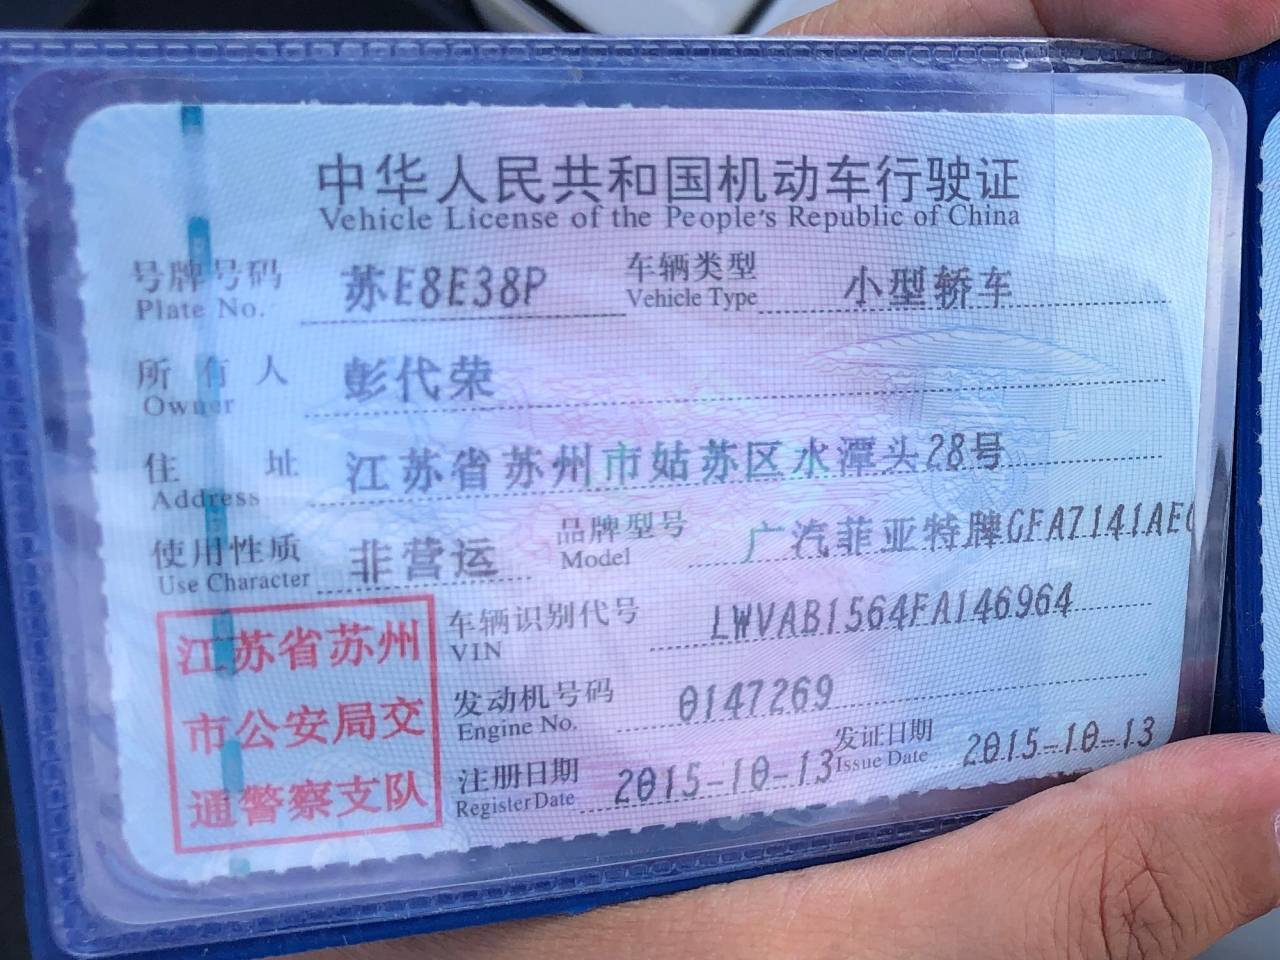 中华人民共和国机动车行驶证
Vehicle License of the People's Republic of China
号牌号码 苏E8E38P 车辆类型 小型轿车
Plate No. Vehicle Type
所有人 彭代荣
Owner
住址 江苏省苏州市姑苏区水潭头28号
Address
使用性质 非营运 品牌型号 广汽菲亚特牌GFA7141AE
Use Character Model
江苏省苏州
市公安局交
通警察支队
车辆识别代号 LWVAB1564FA146964
VIN
发动机号码 0147269
Engine No.
注册日期 2015-10-13 发证日期 2015-10-13
Register Date Issue Date